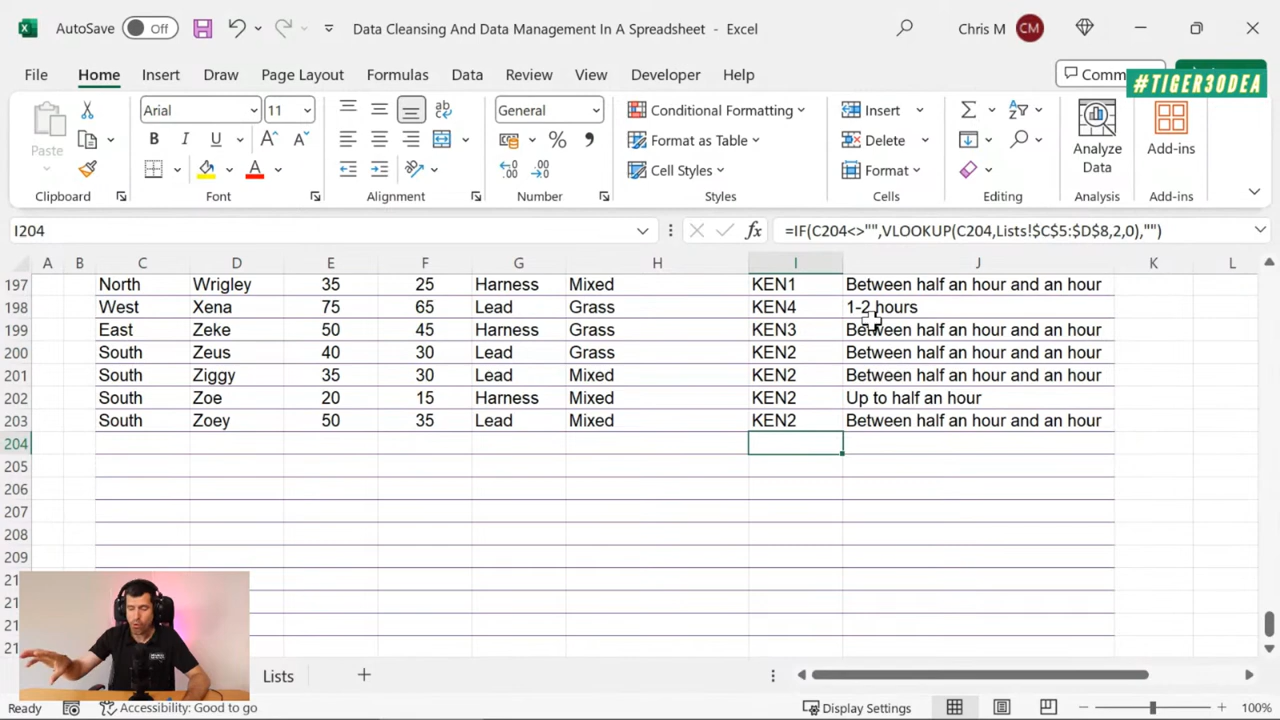 AutoSave Off Data Cleansing And Data Management In A Spreadsheet - Excel Chris M CM
File Home Insert Draw Page Layout Formulas Data Review View Developer Help Comm
#TIGER30DEA
Paste
Clipboard
Arial 11
B I U
Font
Alignment
General
Number
Conditional Formatting
Format as Table
Cell Styles
Styles
Insert
Delete
Format
Cells
Editing
Analyze
Data
Analysis
Add-ins
Add-ins
I204 fx =IF(C204<>"",VLOOKUP(C204,Lists!$C$5:$D$8,2,0),"")
A B C D E F G H I J K L
197 North Wrigley 35 25 Harness Mixed KEN1 Between half an hour and an hour
198 West Xena 75 65 Lead Grass KEN4 1-2 hours
199 East Zeke 50 45 Harness Mixed KEN3 Between half an hour and an hour
200 South Zeus 40 30 Lead Grass KEN2 Between half an hour and an hour
201 South Ziggy 35 30 Lead Mixed KEN2 Between half an hour and an hour
202 South Zoe 20 15 Harness Mixed KEN2 Up to half an hour
203 South Zoey 50 35 Lead Mixed KEN2 Between half an hour and an hour
204
205
206
207
208
209
21
21
21
21
Lists
Ready Accessibility: Good to go Display Settings 100%